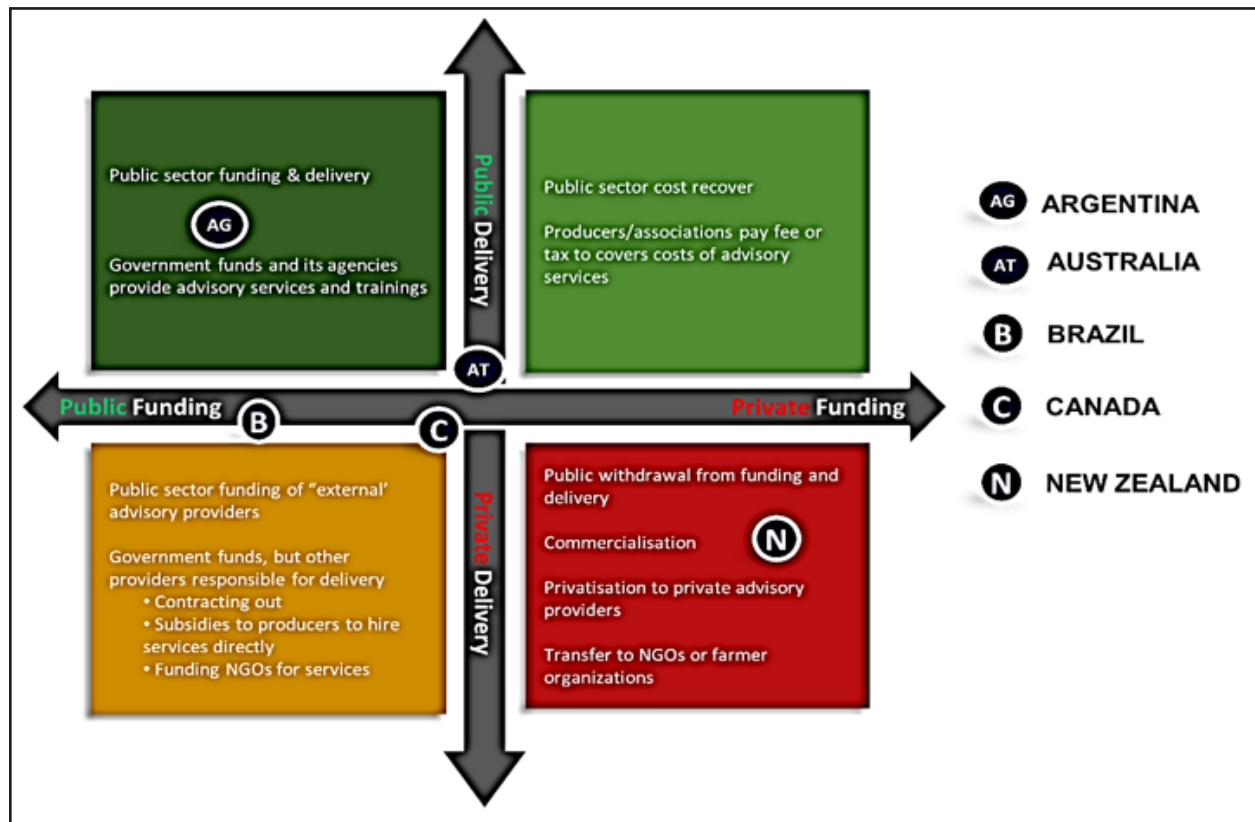 Public sector funding & delivery
AG
Government funds and its agencies
provide advisory services and trainings
Public Delivery
Public sector cost recover
Producers/associations pay fee or
tax to covers costs of advisory
services
AT
Public Funding
B
C
Private Funding
Public sector funding of “external’
advisory providers
Government funds, but other
providers responsible for delivery
• Contracting out
• Subsidies to producers to hire
services directly
• Funding NGOs for services
Private Delivery
Public withdrawal from funding and
delivery
Commercialisation
N
Privatisation to private advisory
providers
Transfer to NGOs or farmer
organizations
AG ARGENTINA
AT AUSTRALIA
B BRAZIL
C CANADA
N NEW ZEALAND